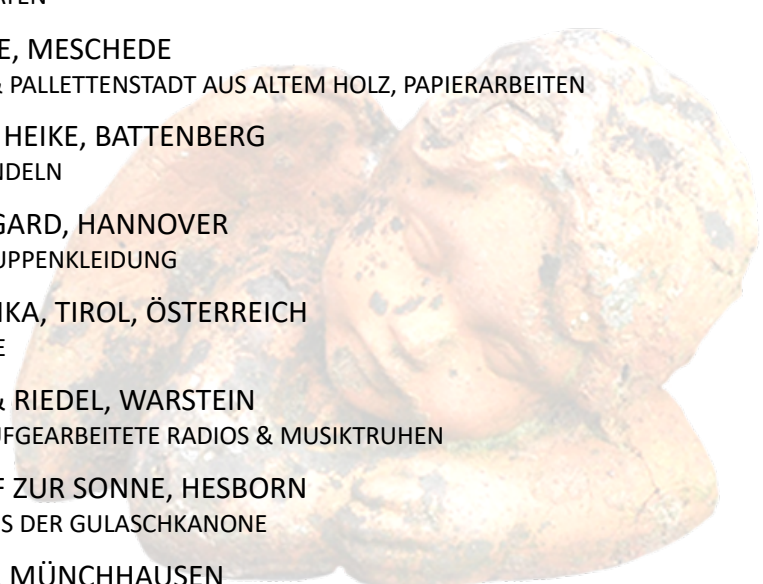 E, MESCHEDE
& PALLETTENSTADT AUS ALTEM HOLZ, PAPIERARBEITEN
HEIKE, BATTENBERG
NDELN
GARD, HANNOVER
UPPENKLEIDUNG
IKA, TIROL, ÖSTERREICH
E
& RIEDEL, WARSTEIN
UFGEARBEITETE RADIOS & MUSIKTRUHEN
F ZUR SONNE, HESBORN
S DER GULASCHKANONE
MÜNCHHAUSEN